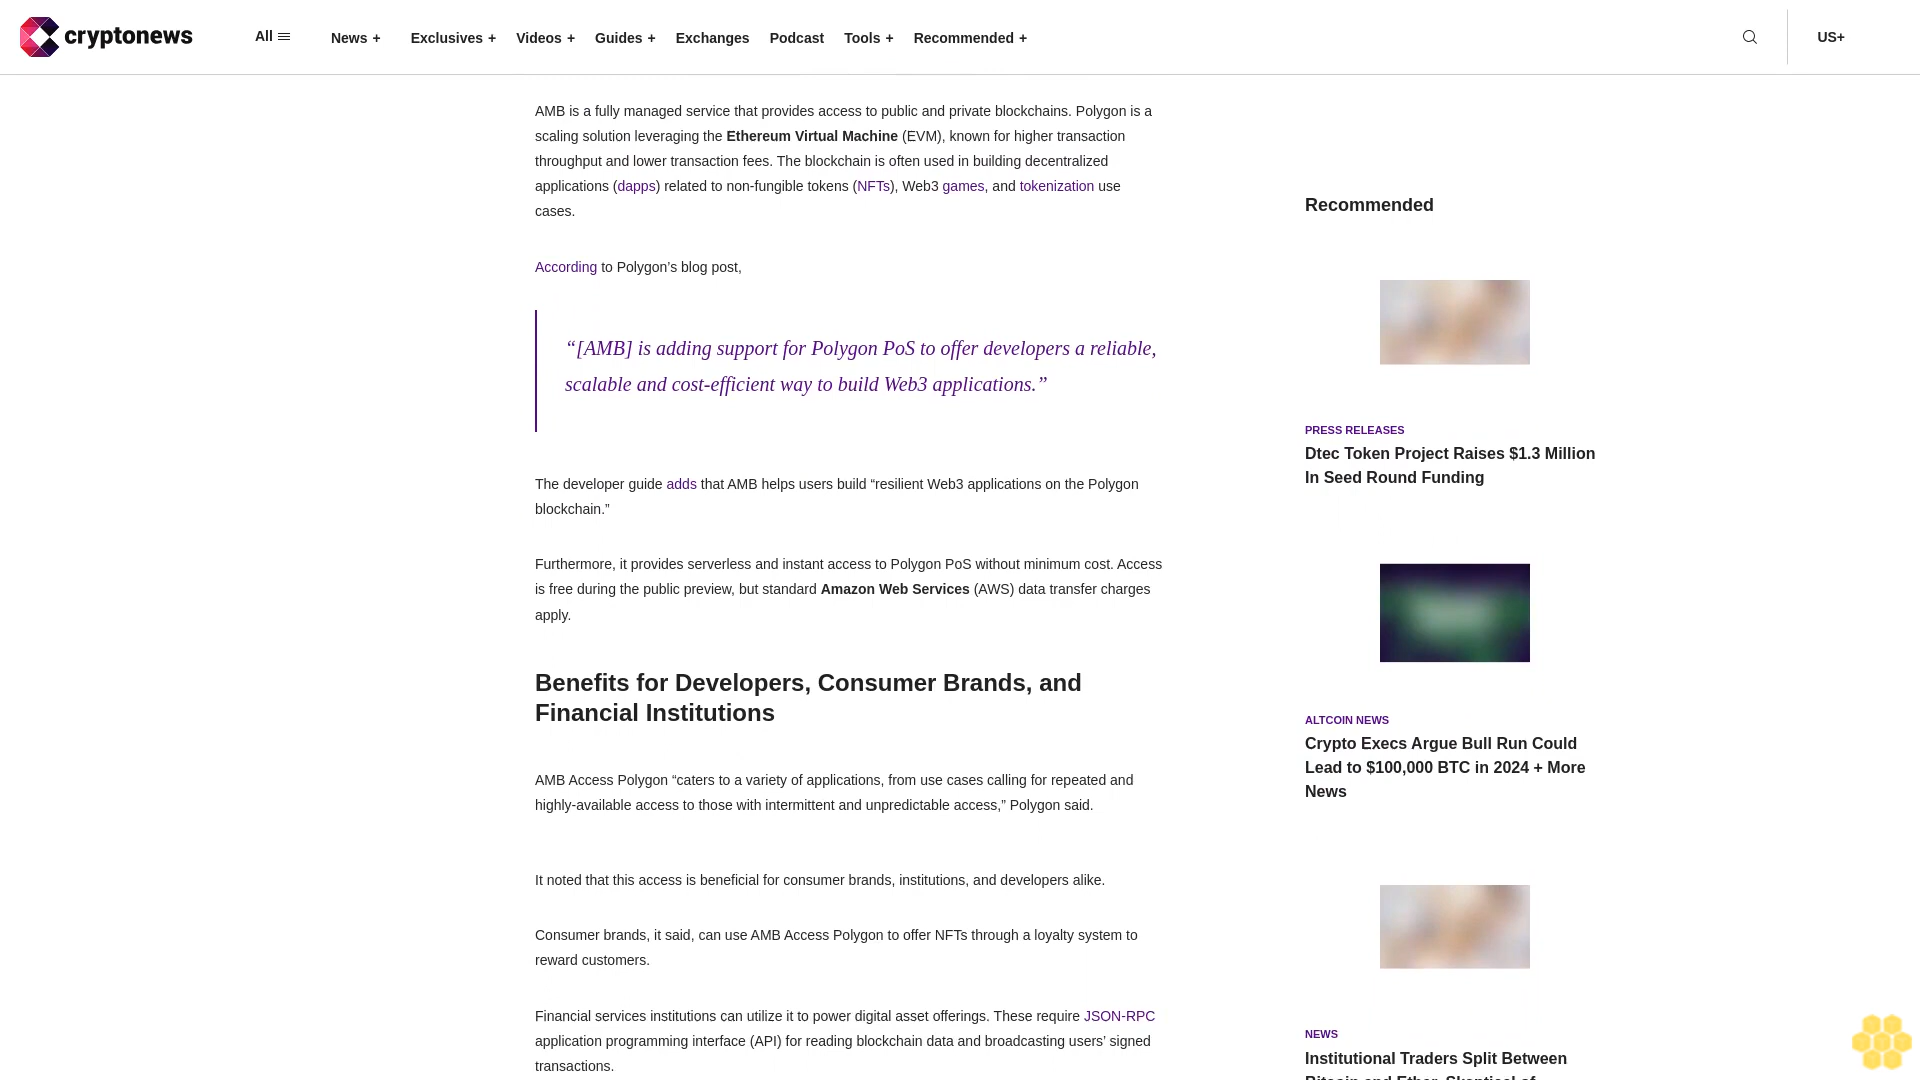 cryptonews
All
News +
Exclusives +
Videos +
Guides +
Exchanges
Podcast
Tools +
Recommended +
US+
AMB is a fully managed service that provides access to public and private blockchains. Polygon is a
scaling solution leveraging the Ethereum Virtual Machine (EVM), known for higher transaction
throughput and lower transaction fees. The blockchain is often used in building decentralized
applications (dapps) related to non-fungible tokens (NFTs), Web3 games, and tokenization use
cases.
According to Polygon’s blog post,
“[AMB] is adding support for Polygon PoS to offer developers a reliable,
scalable and cost-efficient way to build Web3 applications.”
The developer guide adds that AMB helps users build “resilient Web3 applications on the Polygon
blockchain.”
Furthermore, it provides serverless and instant access to Polygon PoS without minimum cost. Access
is free during the public preview, but standard Amazon Web Services (AWS) data transfer charges
apply.
Benefits for Developers, Consumer Brands, and
Financial Institutions
AMB Access Polygon “caters to a variety of applications, from use cases calling for repeated and
highly-available access to those with intermittent and unpredictable access,” Polygon said.
It noted that this access is beneficial for consumer brands, institutions, and developers alike.
Consumer brands, it said, can use AMB Access Polygon to offer NFTs through a loyalty system to
reward customers.
Financial services institutions can utilize it to power digital asset offerings. These require JSON-RPC
application programming interface (API) for reading blockchain data and broadcasting users’ signed
transactions.
Recommended
PRESS RELEASES
Dtec Token Project Raises $1.3 Million
In Seed Round Funding
ALTCOIN NEWS
Crypto Execs Argue Bull Run Could
Lead to $100,000 BTC in 2024 + More
News
NEWS
Institutional Traders Split Between
Bitcoin and Ether, Skeptical of